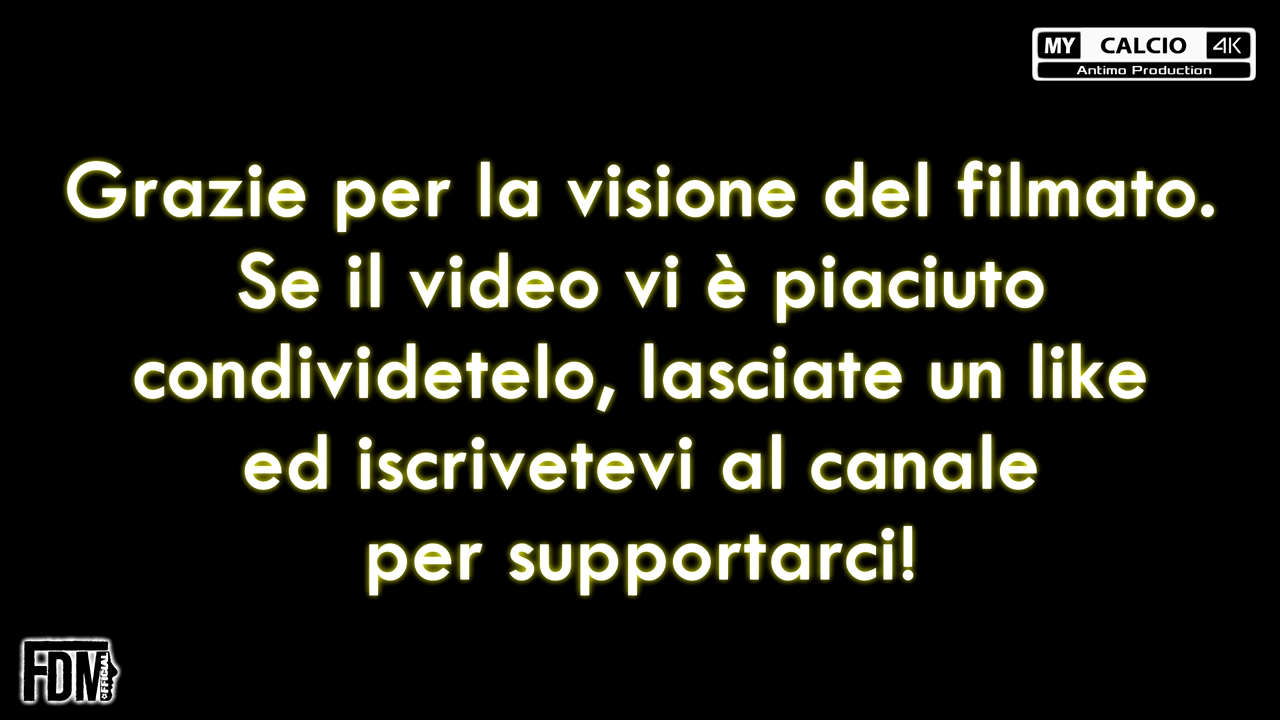 MY CALCIO 4K
Antimo Production
Grazie per la visione del filmato.
Se il video vi è piaciuto
condividetelo, lasciate un like
ed iscrivetevi al canale
per supportarci!
FDM
OFFICIAL